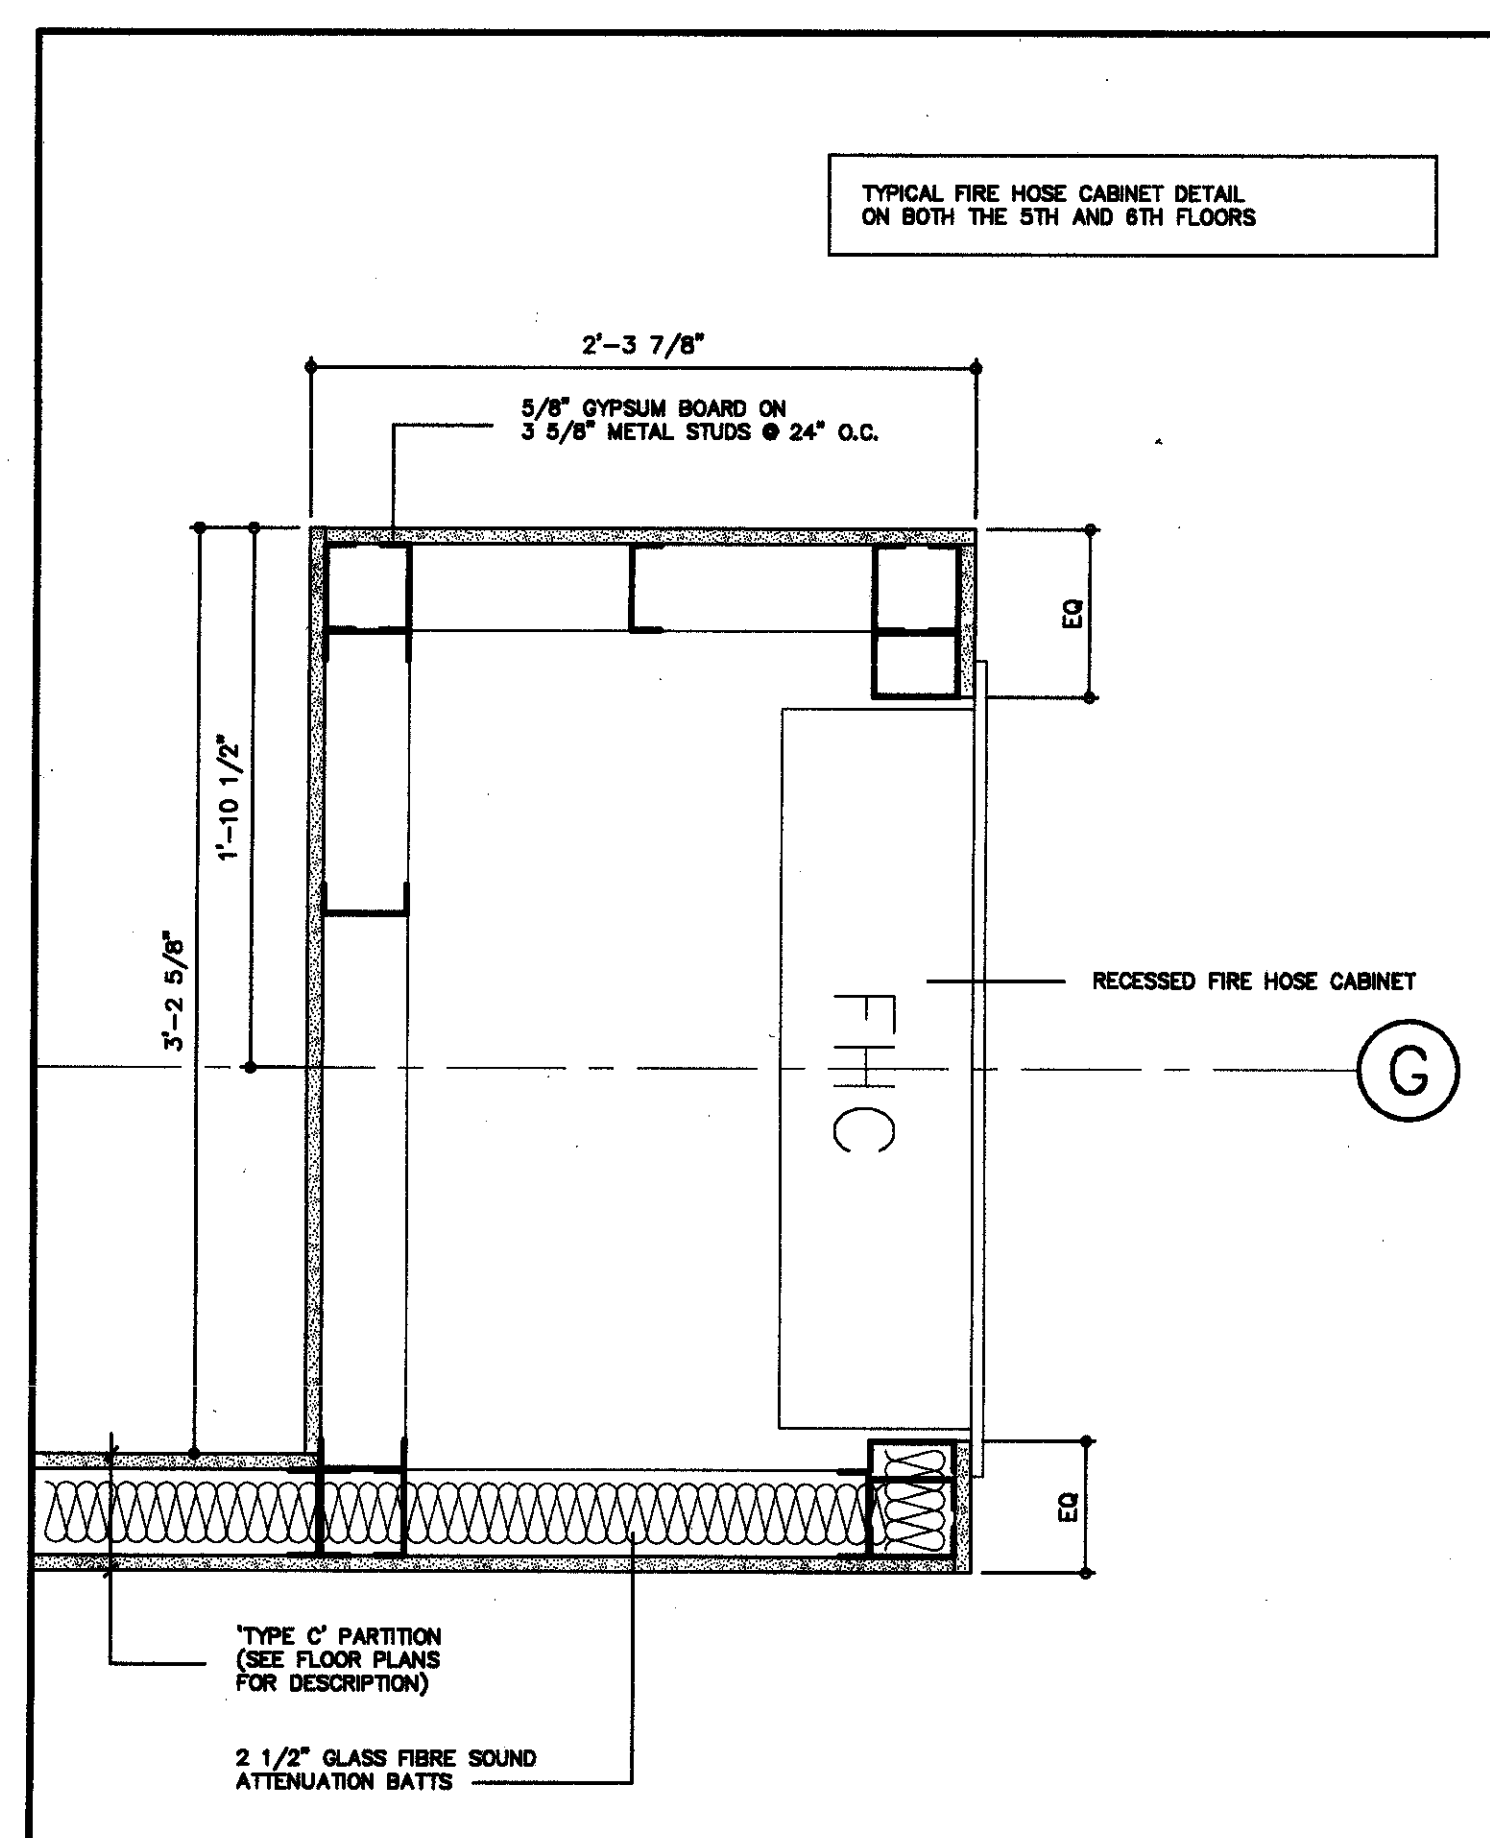 TYPICAL FIRE HOSE CABINET DETAIL
ON BOTH THE 5TH AND 6TH FLOORS
2'-3 7/8"
5/8" GYPSUM BOARD ON
3 5/8" METAL STUDS @ 24" O.C.
EQ
1'-10 1/2"
3'-2 5/8"
RECESSED FIRE HOSE CABINET
FHC
G
EQ
'TYPE C' PARTITION
(SEE FLOOR PLANS
FOR DESCRIPTION)
2 1/2" GLASS FIBRE SOUND
ATTENUATION BATTS